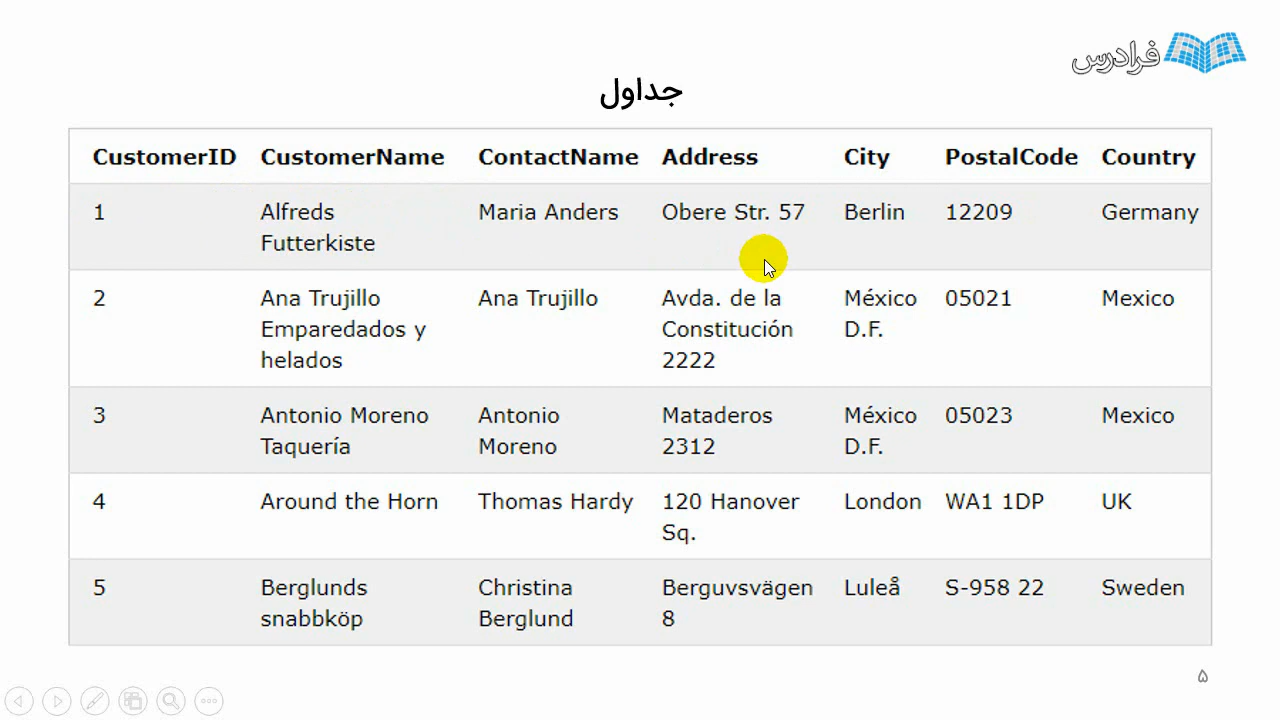 فرادرس
جداول
CustomerID CustomerName ContactName Address City PostalCode Country
1 Alfreds Maria Anders Obere Str. 57 Berlin 12209 Germany
Futterkiste
2 Ana Trujillo Ana Trujillo Avda. de la México 05021 Mexico
Emparedados y Constitución D.F.
helados 2222
3 Antonio Moreno Antonio Mataderos México 05023 Mexico
Taquería Moreno 2312 D.F.
4 Around the Horn Thomas Hardy 120 Hanover London WA1 1DP UK
Sq.
5 Berglunds Christina Berguvsvägen Luleå S-958 22 Sweden
snabbköp Berglund 8
۵